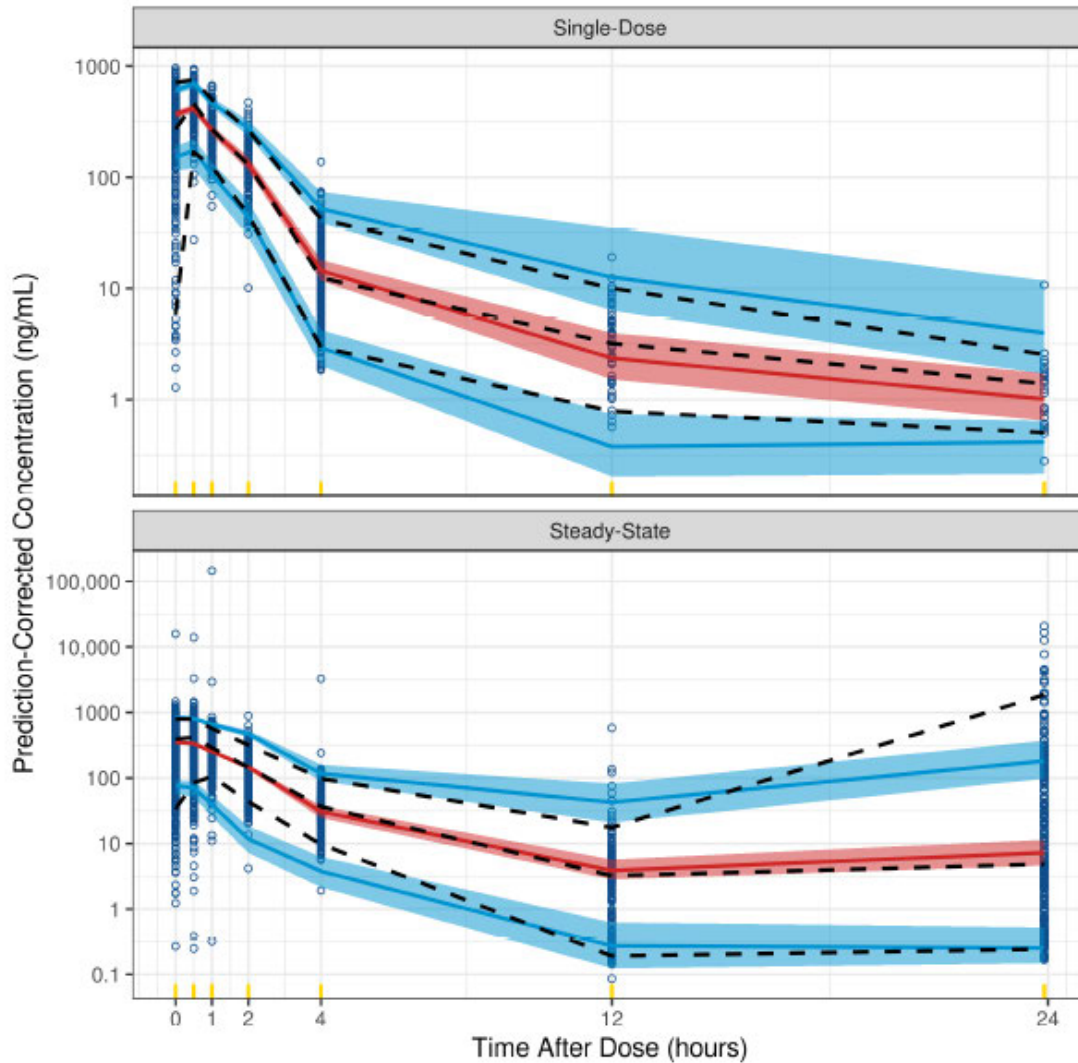 Single-Dose
1000
100
10
1
Steady-State
100,000
10,000
1000
100
10
1
0.1
0 1 2 4 12 24
Time After Dose (hours)
Prediction-Corrected Concentration (ng/mL)